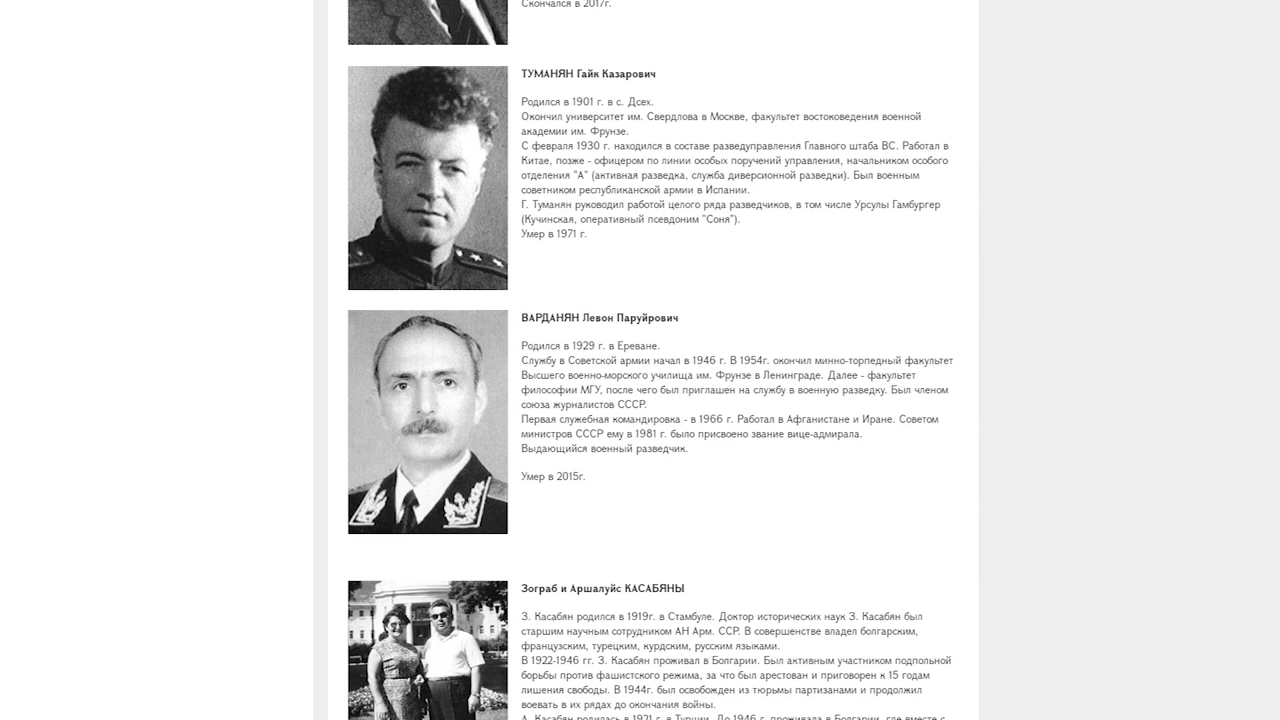 Скончался в 2017г.
ТУМАНЯН Гайк Казарович
Родился в 1901 г. в с. Дсех.
Окончил университет им. Свердлова в Москве, факультет востоковедения военной
академии им. Фрунзе.
С февраля 1930 г. находился в составе разведуправления Главного штаба ВС. Работал в
Китае, позже - офицером по линии особых поручений управления, начальником особого
отделения "А" (активная разведка, служба диверсионной разведки). Был военным
советником республиканской армии в Испании.
Г. Туманян руководил работой целого ряда разведчиков, в том числе Урсулы Гамбургер
(Кучинская, оперативный псевдоним "Соня").
Умер в 1971 г.
ВАРДАНЯН Левон Паруйрович
Родился в 1929 г. в Ереване.
Службу в Советской армии начал в 1946 г. В 1954г. окончил минно-торпедный факультет
Высшего военно-морского училища им. Фрунзе в Ленинграде. Далее - факультет
философии МГУ, после чего был приглашен на службу в военную разведку. Был членом
союза журналистов СССР.
Первая служебная командировка - в 1966 г. Работал в Афганистане и Иране. Советом
министров СССР ему в 1981 г. было присвоено звание вице-адмирала.
Выдающийся военный разведчик.
Умер в 2015г.
Зограб и Аршалуйс КАСАБЯНЫ
З. Касабян родился в 1919г. в Стамбуле. Доктор исторических наук З. Касабян был
старшим научным сотрудником АН Арм. ССР. В совершенстве владел болгарским,
французским, турецким, курдским, русским языками.
В 1922-1946 гг. З. Касабян проживал в Болгарии. Был активным участником подпольной
борьбы против фашистского режима, за что был арестован и приговорен к 15 годам
лишения свободы. В 1944г. был освобожден из тюрьмы партизанами и продолжил
воевать в их рядах до окончания войны.
А. Касабян родилась в 1921 г. в Турции. До 1946 г. проживала в Болгарии, где вместе с